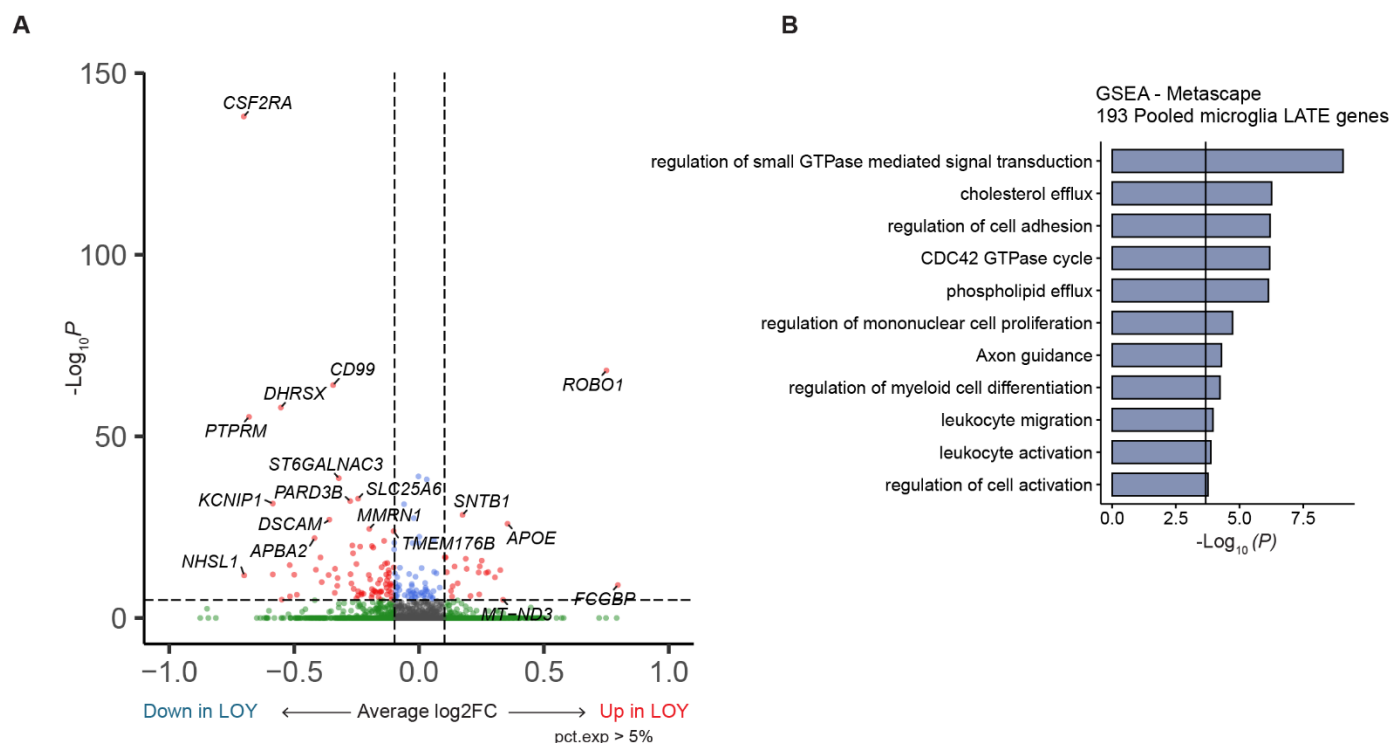 A
150
100
50
0
-Log10P
CSF2RA
CD99
DHRSX
PTPRM
ROBO1
ST6GALNAC3
KCNIP1
PARD3B
SLC25A6
SNTB1
DSCAM
MMRN1
APBA2
TMEM176B
APOE
NHSL1
FCGBP
MT−ND3
−1.0 −0.5 0.0 0.5 1.0
Down in LOY Average log2FC Up in LOY
pct.exp > 5%
B
GSEA - Metascape
193 Pooled microglia LATE genes
regulation of small GTPase mediated signal transduction
cholesterol efflux
regulation of cell adhesion
CDC42 GTPase cycle
phospholipid efflux
regulation of mononuclear cell proliferation
Axon guidance
regulation of myeloid cell differentiation
leukocyte migration
leukocyte activation
regulation of cell activation
0.0 2.5 5.0 7.5
-Log10 (P)